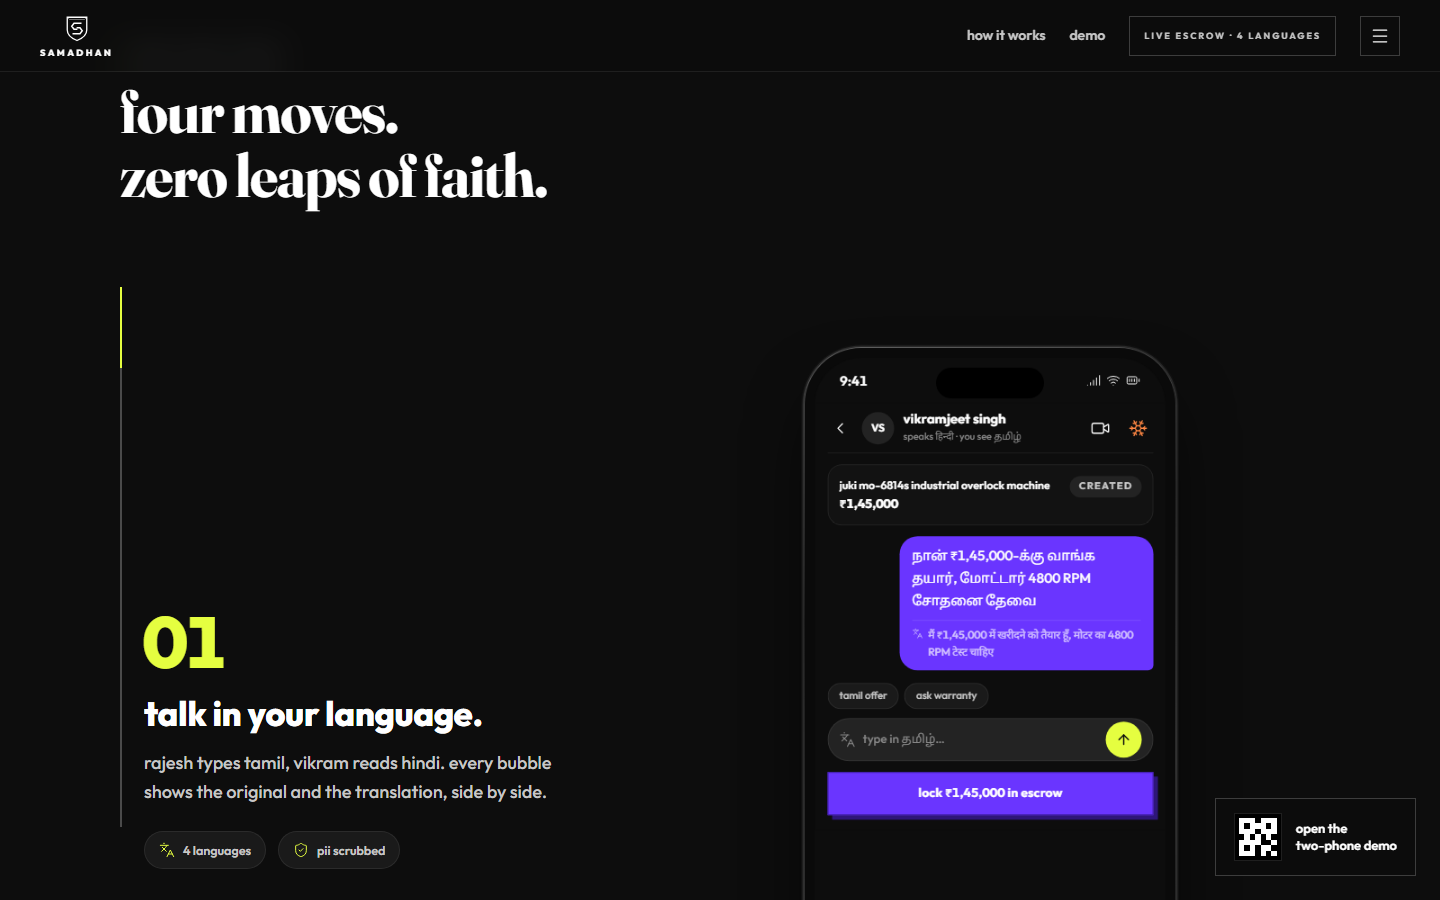 SAMADHAN
how it works
demo
LIVE ESCROW · 4 LANGUAGES
four moves.
zero leaps of faith.
01
talk in your language.
rajesh types tamil, vikram reads hindi. every bubble
shows the original and the translation, side by side.
4 languages
pii scrubbed
9:41
VS
vikramjeet singh
speaks हिन्दी · you see தமிழ்
juki mo-6814s industrial overlock machine
CREATED
₹1,45,000
நான் ₹1,45,000-க்கு வாங்க
தயார், மோட்டார் 4800 RPM
சோதனை தேவை
मैं ₹1,45,000 में खरीदने को तैयार हूँ, मोटर का 4800
RPM टेस्ट चाहिए
tamil offer
ask warranty
type in தமிழ்...
lock ₹1,45,000 in escrow
open the
two-phone demo